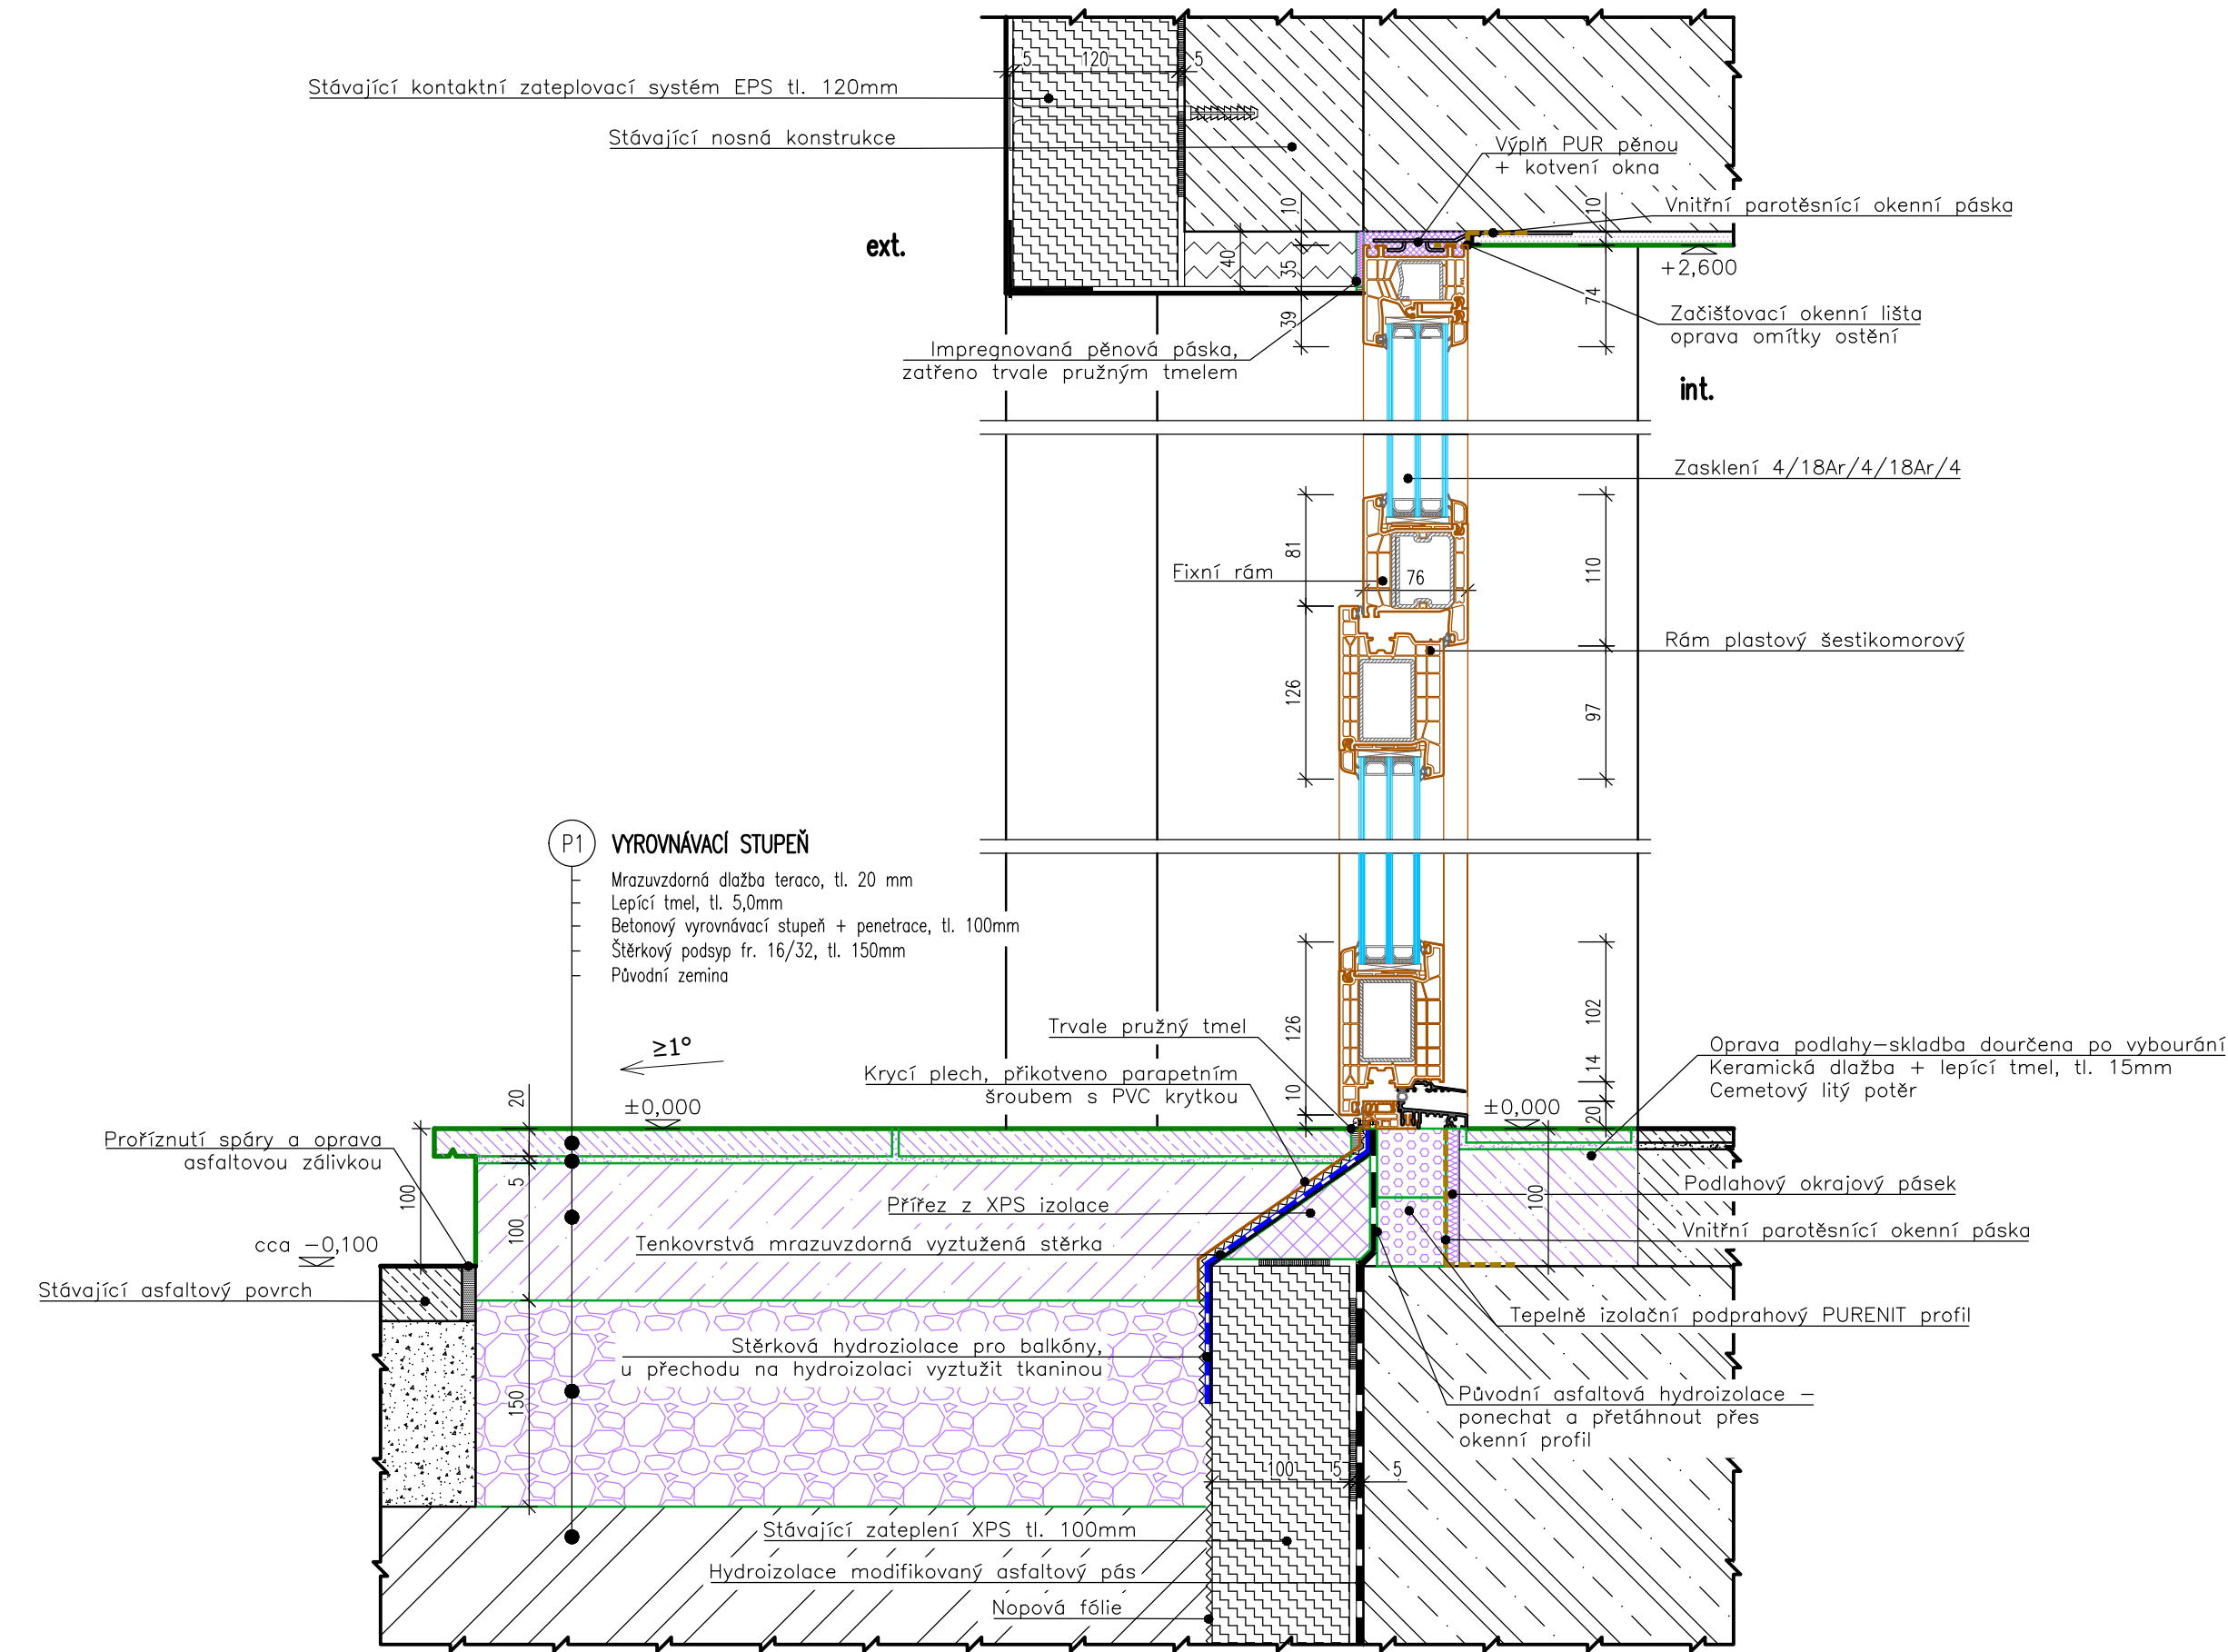 5
120
5
Stávající kontaktní zateplovací systém EPS tl. 120mm
Stávající nosná konstrukce
Výplň PUR pěnou
+ kotvení okna
Vnitřní parotěsnící okenní páska
ext.
10
10
40
35
39
+2,600
74
Začišťovací okenní lišta
oprava omítky ostění
Impregnovaná pěnová páska,
zatřeno trvale pružným tmelem
int.
Zasklení 4/18Ar/4/18Ar/4
81
Fixní rám
76
110
Rám plastový šestikomorový
126
97
P1
VYROVNÁVACÍ STUPEŇ
Mrazuvzdorná dlažba teraco, tl. 20 mm
Lepící tmel, tl. 5,0mm
Betonový vyrovnávací stupeň + penetrace, tl. 100mm
Štěrkový podsyp fr. 16/32, tl. 150mm
Původní zemina
≥1°
Trvale pružný tmel
126
102
14
Oprava podlahy-skladba dourčena po vybourání
Keramická dlažba + lepící tmel, tl. 15mm
Cemetový litý potěr
Krycí plech, přikotveno parapetním
šroubem s PVC krytkou
10
20
20
±0,000
±0,000
Proříznutí spáry a oprava
asfaltovou zálivkou
100
5
100
Přířez z XPS izolace
100
Podlahový okrajový pásek
Vnitřní parotěsnící okenní páska
cca -0,100
Tenkovrstvá mrazuvzdorná vyztužená stěrka
Stávající asfaltový povrch
Tepelně izolační podprahový PURENIT profil
Stěrková hydroziolace pro balkóny,
u přechodu na hydroizolaci vyztužit tkaninou
150
Původní asfaltová hydroizolace -
ponechat a přetáhnout přes
okenní profil
100
5
5
Stávající zateplení XPS tl. 100mm
Hydroizolace modifikovaný asfaltový pás
Nopová fólie